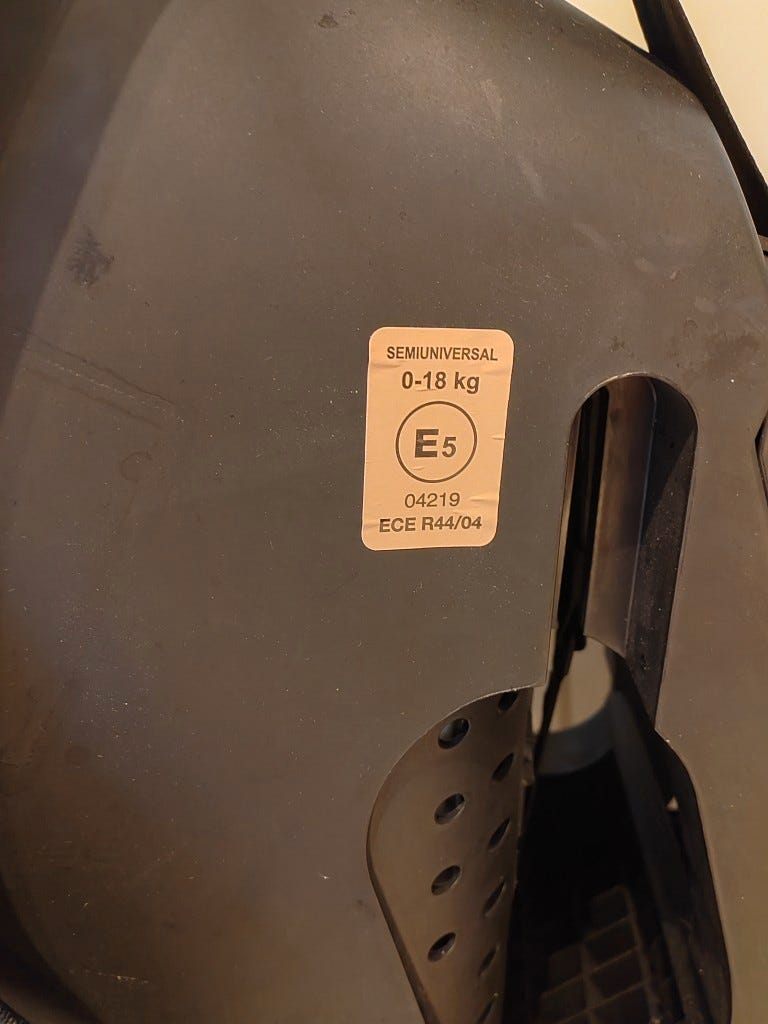 SEMIUNIVERSAL
0-18 kg
E5
04219
ECE R44/04